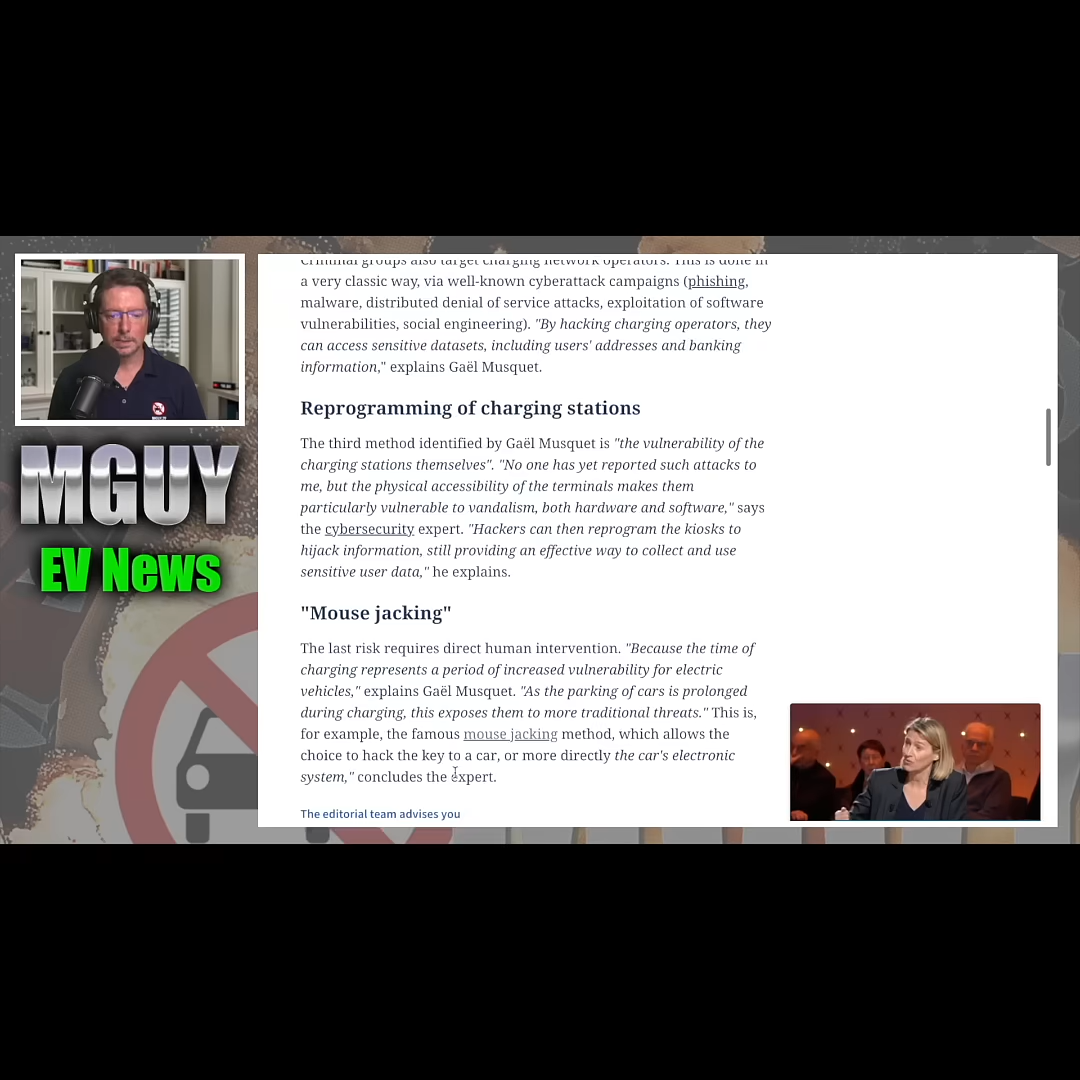 Criminal groups also target charging network operators. This is done in
a very classic way, via well-known cyberattack campaigns (phishing,
malware, distributed denial of service attacks, exploitation of software
vulnerabilities, social engineering). "By hacking charging operators, they
can access sensitive datasets, including users' addresses and banking
information," explains Gaël Musquet.
Reprogramming of charging stations
The third method identified by Gaël Musquet is "the vulnerability of the
charging stations themselves". "No one has yet reported such attacks to
me, but the physical accessibility of the terminals makes them
particularly vulnerable to vandalism, both hardware and software," says
the cybersecurity expert. "Hackers can then reprogram the kiosks to
hijack information, still providing an effective way to collect and use
sensitive user data," he explains.
"Mouse jacking"
The last risk requires direct human intervention. "Because the time of
charging represents a period of increased vulnerability for electric
vehicles," explains Gaël Musquet. "As the parking of cars is prolonged
during charging, this exposes them to more traditional threats." This is,
for example, the famous mouse jacking method, which allows the
choice to hack the key to a car, or more directly the car's electronic
system," concludes the expert.
The editorial team advises you
MGUY
EV News